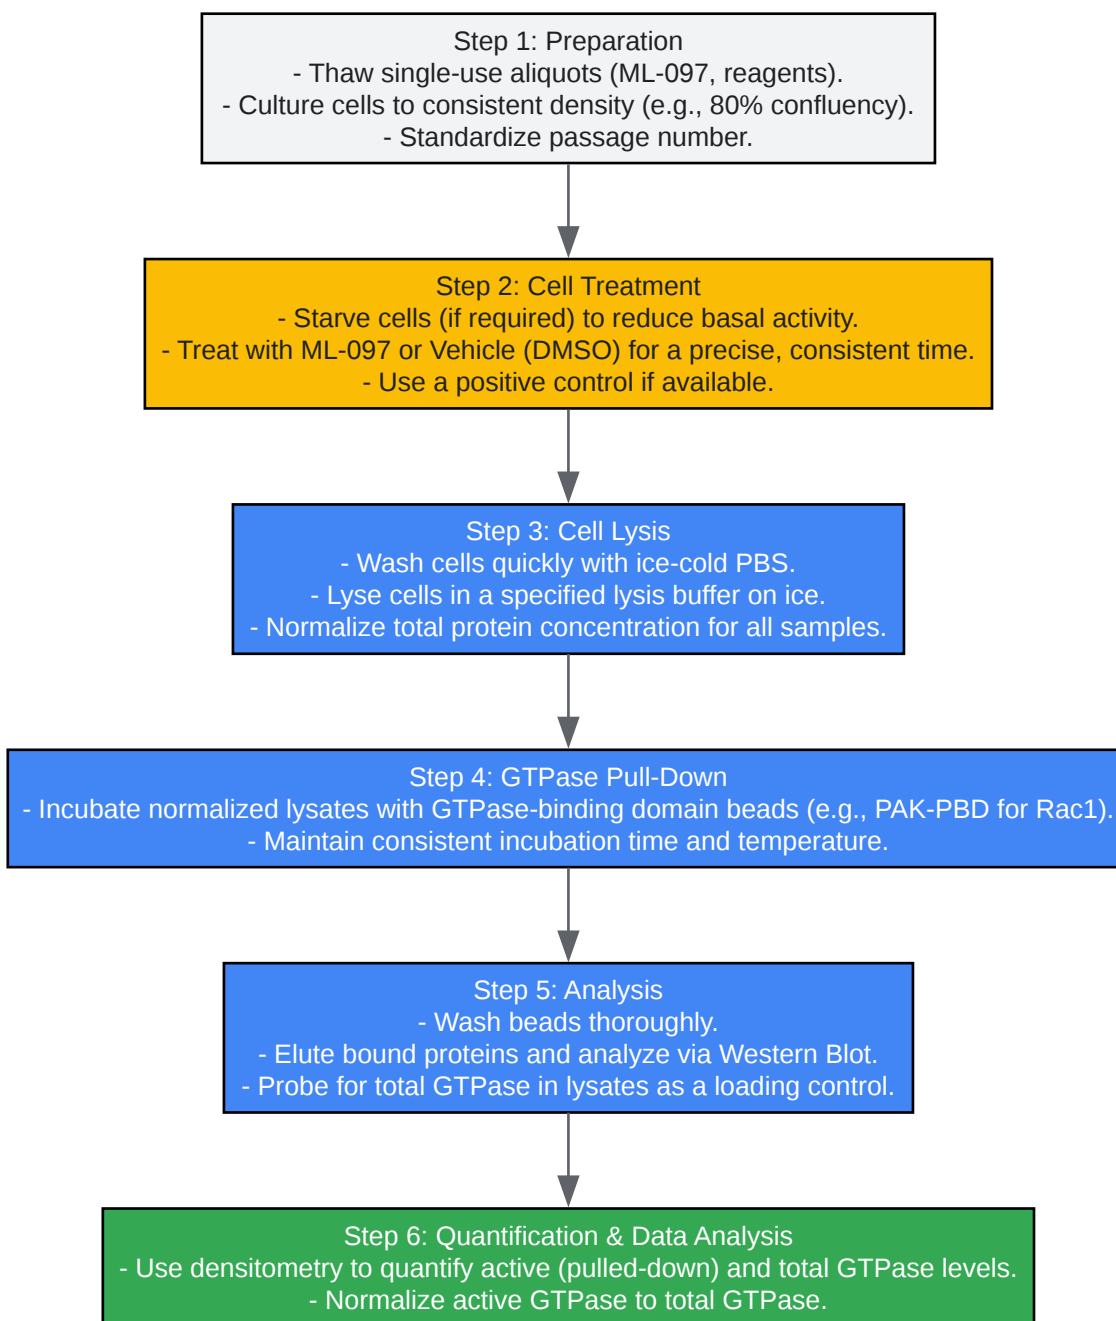 Step 1: Preparation
- Thaw single-use aliquots (ML-097, reagents).
- Culture cells to consistent density (e.g., 80% confluency).
- Standardize passage number.
Step 2: Cell Treatment
- Starve cells (if required) to reduce basal activity.
- Treat with ML-097 or Vehicle (DMSO) for a precise, consistent time.
- Use a positive control if available.
Step 3: Cell Lysis
- Wash cells quickly with ice-cold PBS.
- Lyse cells in a specified lysis buffer on ice.
- Normalize total protein concentration for all samples.
Step 4: GTPase Pull-Down
- Incubate normalized lysates with GTPase-binding domain beads (e.g., PAK-PBD for Rac1).
- Maintain consistent incubation time and temperature.
Step 5: Analysis
- Wash beads thoroughly.
- Elute bound proteins and analyze via Western Blot.
- Probe for total GTPase in lysates as a loading control.
Step 6: Quantification & Data Analysis
- Use densitometry to quantify active (pulled-down) and total GTPase levels.
- Normalize active GTPase to total GTPase.